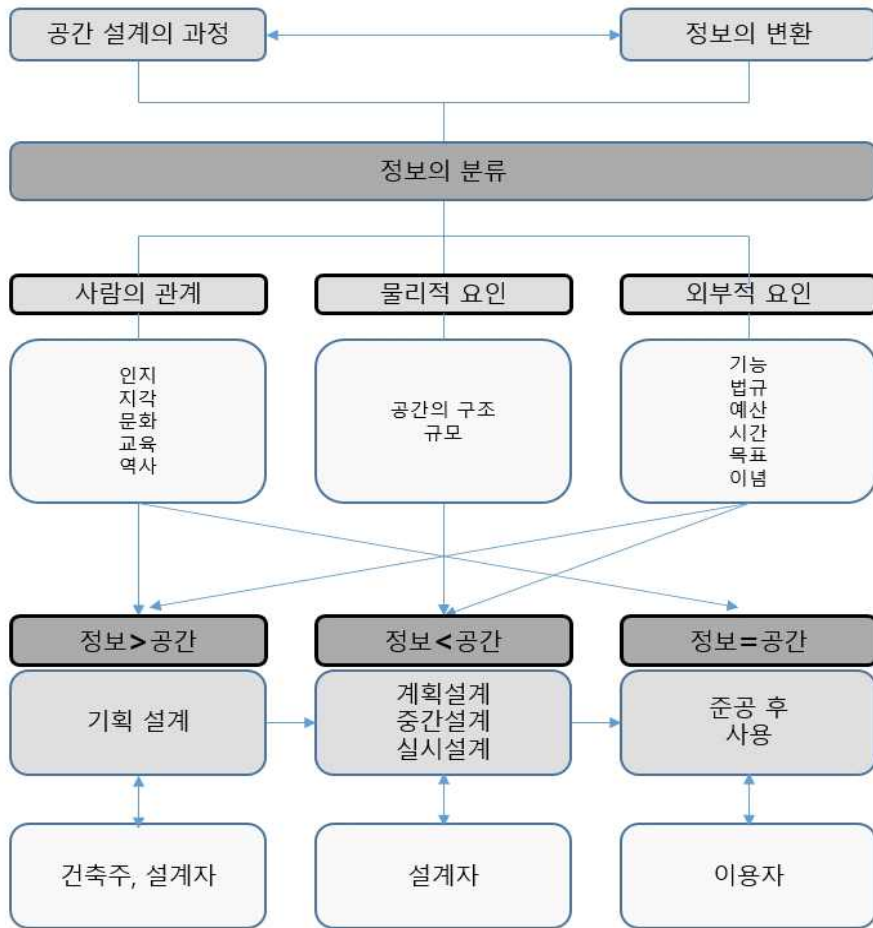 공간 설계의 과정
정보의 변환
정보의 분류
사람의 관계
물리적 요인
외부적 요인
인지
지각
문화
교육
역사
공간의 구조
규모
기능
법규
예산
시간
목표
이념
정보>공간
정보<공간
정보=공간
기획 설계
계획설계
중간설계
실시설계
준공 후
사용
건축주, 설계자
설계자
이용자